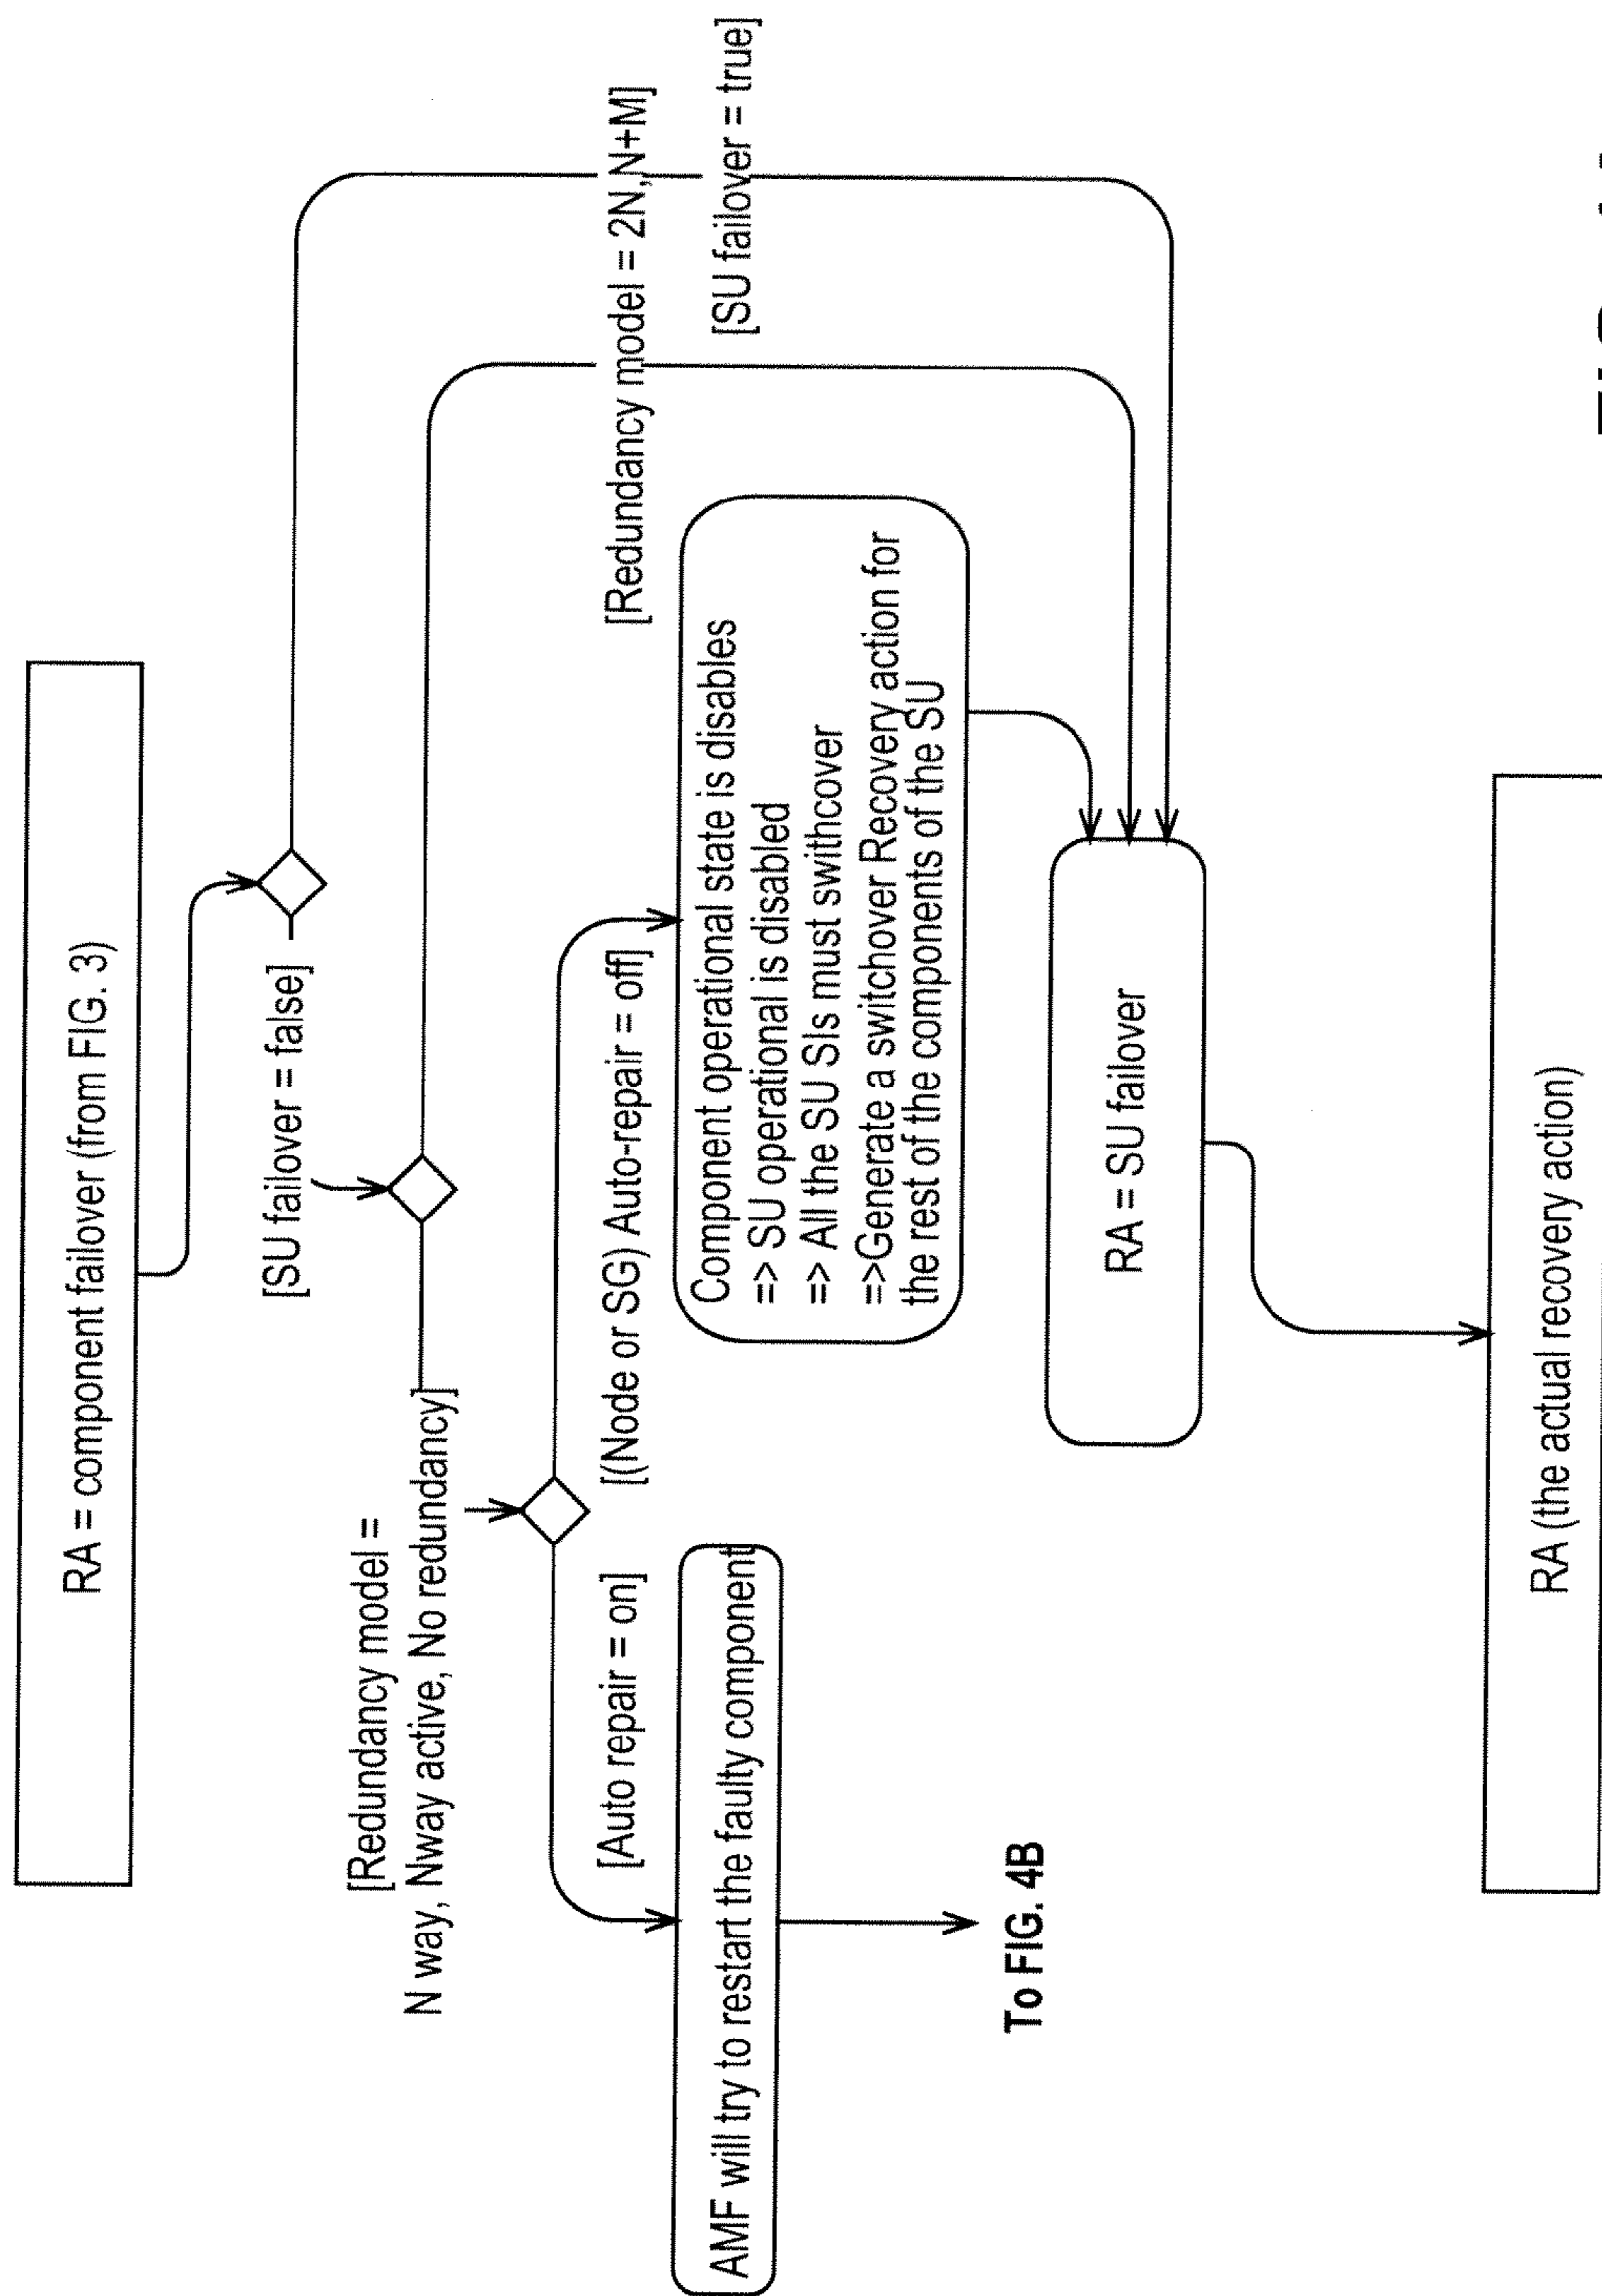 RA = component failover (from FIG. 3)
[SU failover = false]
[Redundancy model =
N way, Nway active, No redundancy]
[Redundancy model = 2N,N+M]
[SU failover = true]
[Auto repair = on]
[(Node or SG) Auto-repair = off]
AMF will try to restart the faulty component
Component operational state is disables
=> SU operational is disabled
=> All the SU SIs must withcover
=>Generate a switchover Recovery action for
the rest of the components of the SU
To FIG. 4B
RA = SU failover
RA (the actual recovery action)